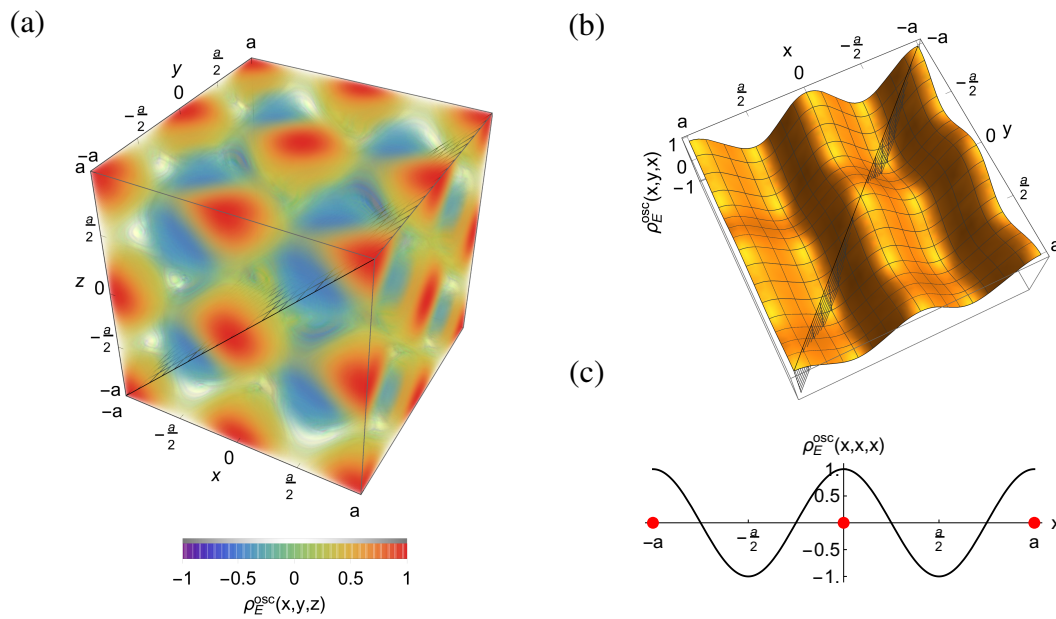 (a)
a
a/2
y
0
−a/2
−a
a
a/2
z
0
−a/2
−a
−a
−a/2
x
0
a/2
a
−1 −0.5 0 0.5 1
ρ_E^osc(x,y,z)
(b)
−a
−a
x
−a/2
0
a/2
a
−a/2
0
y
a/2
a
1
0
−1
ρ_E^osc(x,y,x)
(c)
ρ_E^osc(x,x,x)
1.
0.5
−a
−a/2
a/2
a
x
−0.5
−1.